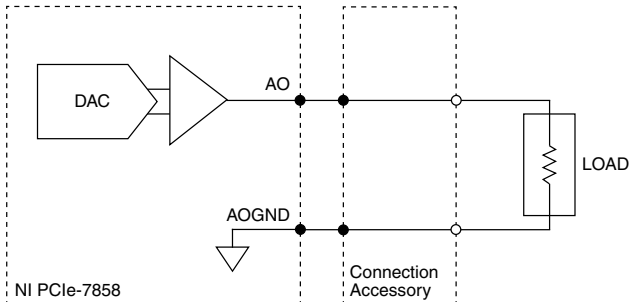 AO
DAC
LOAD
AOGND
NI PCIe-7858
Connection
Accessory